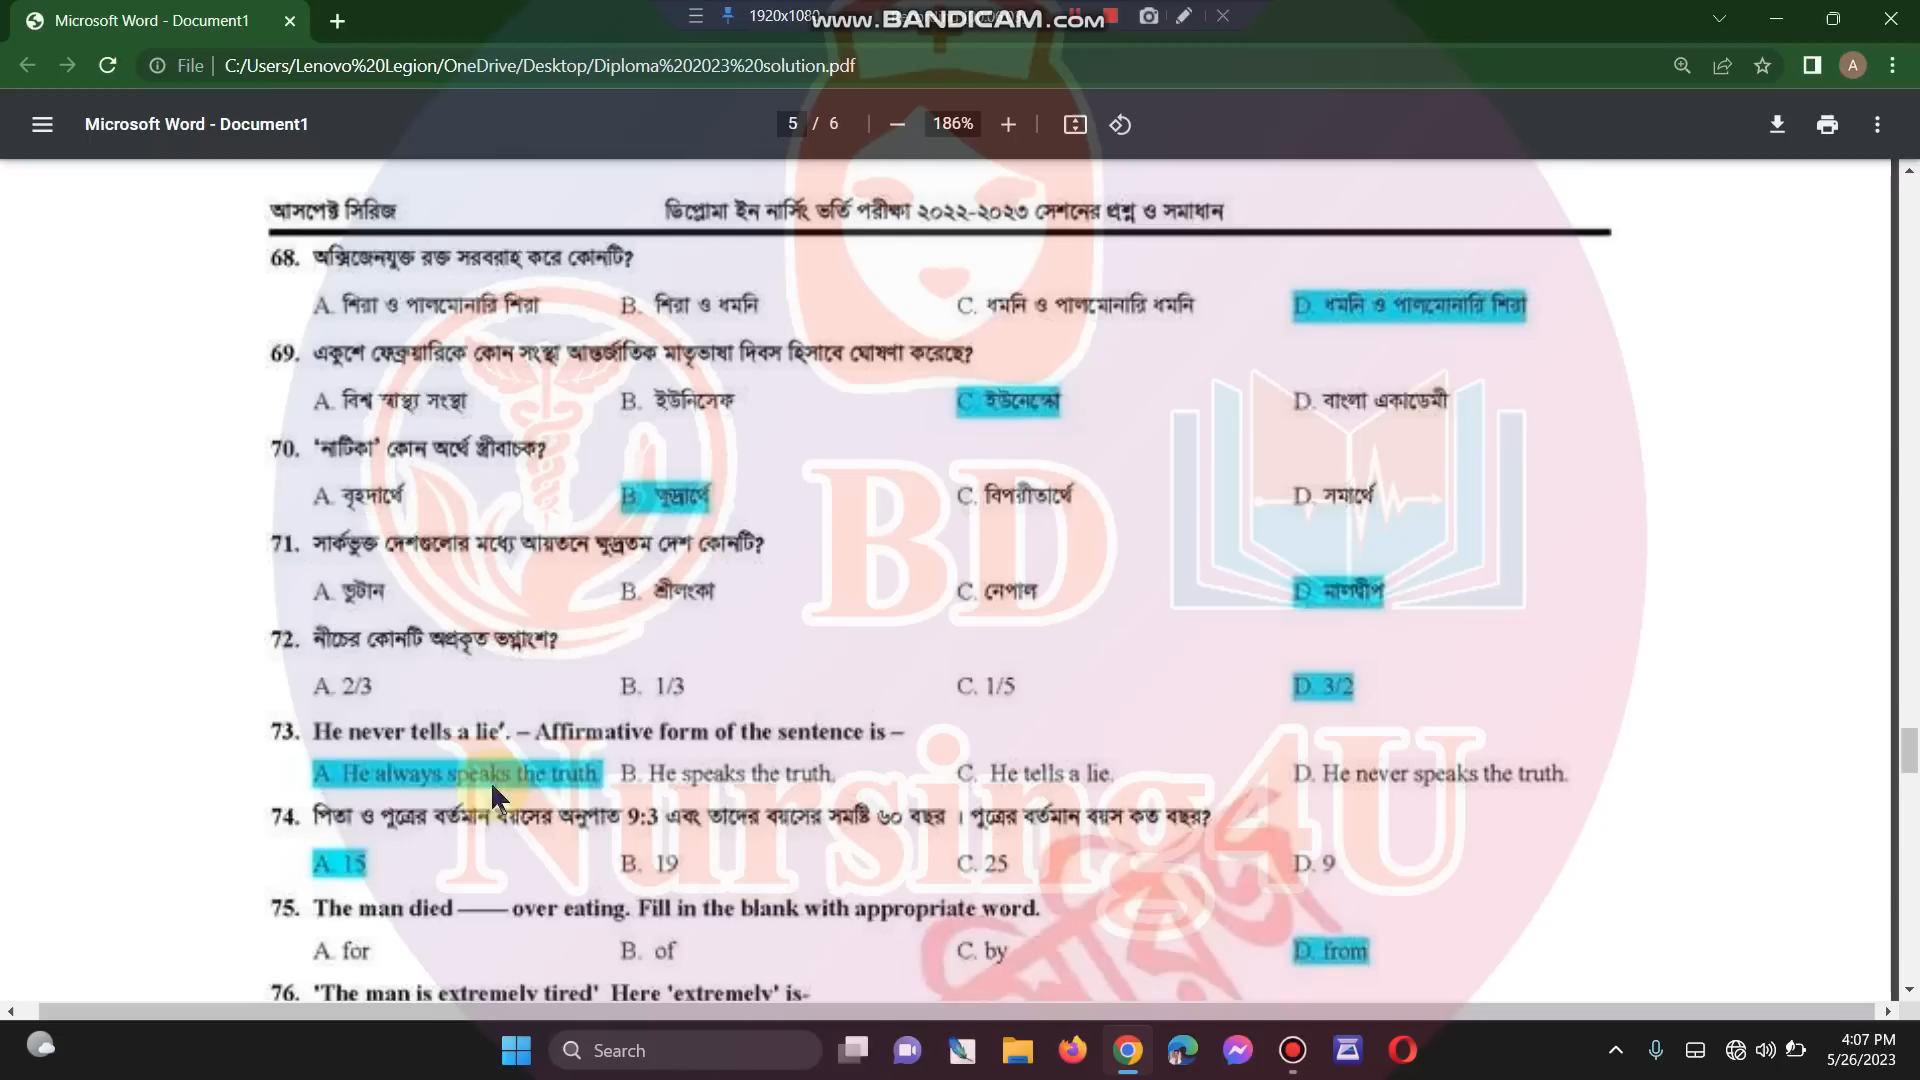 Microsoft Word - Document1
1920x1080
www.BANDICAM.com
File
C:/Users/Lenovo%20Legion/OneDrive/Desktop/Diploma%202023%20solution.pdf
A
Microsoft Word - Document1
5 / 6
186%
আসপেক্ট সিরিজ
ডিপ্লোমা ইন নার্সিং ভর্তি পরীক্ষা ২০২২-২০২৩ সেশনের প্রশ্ন ও সমাধান
68. অক্সিজেনযুক্ত রক্ত সরবরাহ করে কোনটি?
A. শিরা ও পালমোনারি শিরা B. শিরা ও ধমনি C. ধমনি ও পালমোনারি ধমনি D. ধমনি ও পালমোনারি শিরা
69. একুশে ফেব্রুয়ারিকে কোন সংস্থা আন্তর্জাতিক মাতৃভাষা দিবস হিসাবে ঘোষণা করেছে?
A. বিশ্ব স্বাস্থ্য সংস্থা B. ইউনিসেফ C. ইউনেস্কো D. বাংলা একাডেমী
70. 'নাটিকা' কোন অর্থে স্ত্রীবাচক?
A. বৃহদার্থে B. ক্ষুদ্রার্থে C. বিপরীতার্থে D. সমার্থে
71. সার্কভুক্ত দেশগুলোর মধ্যে আয়তনে ক্ষুদ্রতম দেশ কোনটি?
A. ভুটান B. শ্রীলংকা C. নেপাল D. মালদ্বীপ
72. নীচের কোনটি অপ্রকৃত ভগ্নাংশ?
A. 2/3 B. 1/3 C. 1/5 D. 3/2
73. He never tells a lie'. – Affirmative form of the sentence is –
A. He always speaks the truth. B. He speaks the truth. C. He tells a lie. D. He never speaks the truth.
74. পিতা ও পুত্রের বর্তমান বয়সের অনুপাত 9:3 এবং তাদের বয়সের সমষ্টি ৬০ বছর । পুত্রের বর্তমান বয়স কত বছর?
A. 15 B. 19 C. 25 D. 9
75. The man died —— over eating. Fill in the blank with appropriate word.
A. for B. of C. by D. from
76. 'The man is extremely tired' Here 'extremely' is-
BD
Nursing4U
Search
4:07 PM
5/26/2023